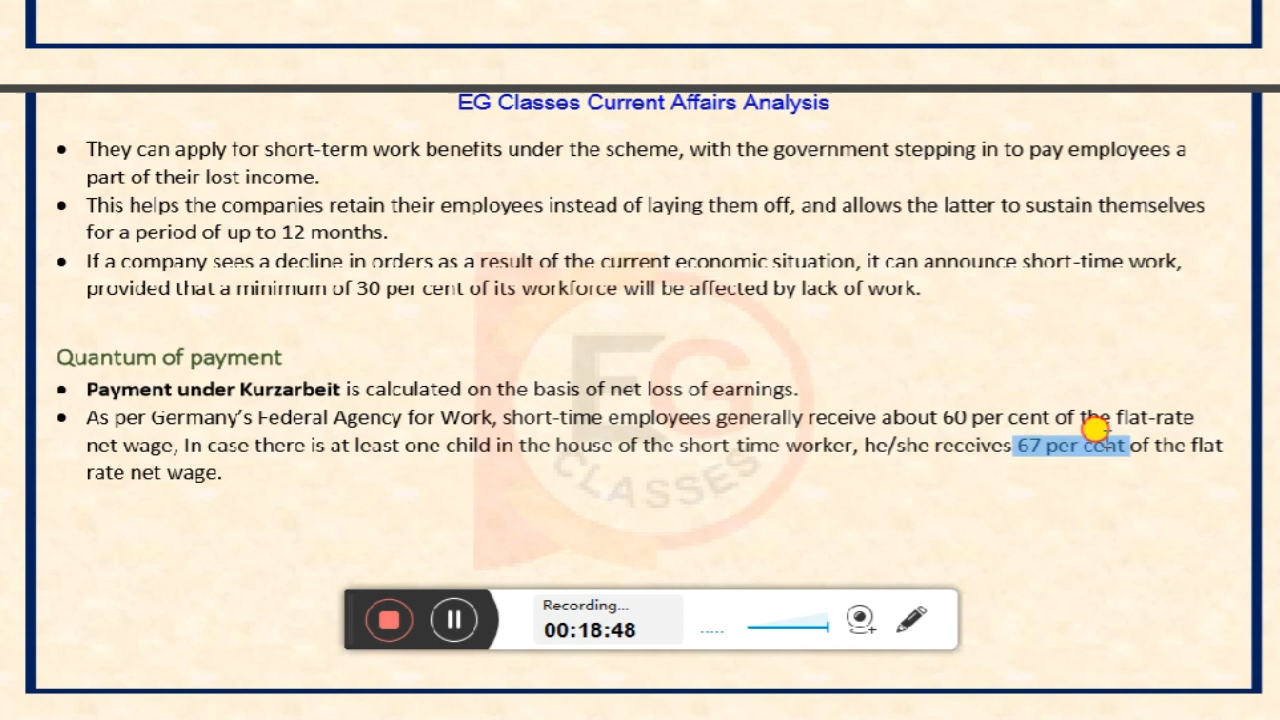 EG Classes Current Affairs Analysis
• They can apply for short-term work benefits under the scheme, with the government stepping in to pay employees a
part of their lost income.
• This helps the companies retain their employees instead of laying them off, and allows the latter to sustain themselves
for a period of up to 12 months.
• If a company sees a decline in orders as a result of the current economic situation, it can announce short-time work,
provided that a minimum of 30 per cent of its workforce will be affected by lack of work.
Quantum of payment
• Payment under Kurzarbeit is calculated on the basis of net loss of earnings.
• As per Germany's Federal Agency for Work, short-time employees generally receive about 60 per cent of the flat-rate
net wage, In case there is at least one child in the house of the short time worker, he/she receives 67 per cent of the flat
rate net wage.
EG
CLASSES
Recording...
00:18:48